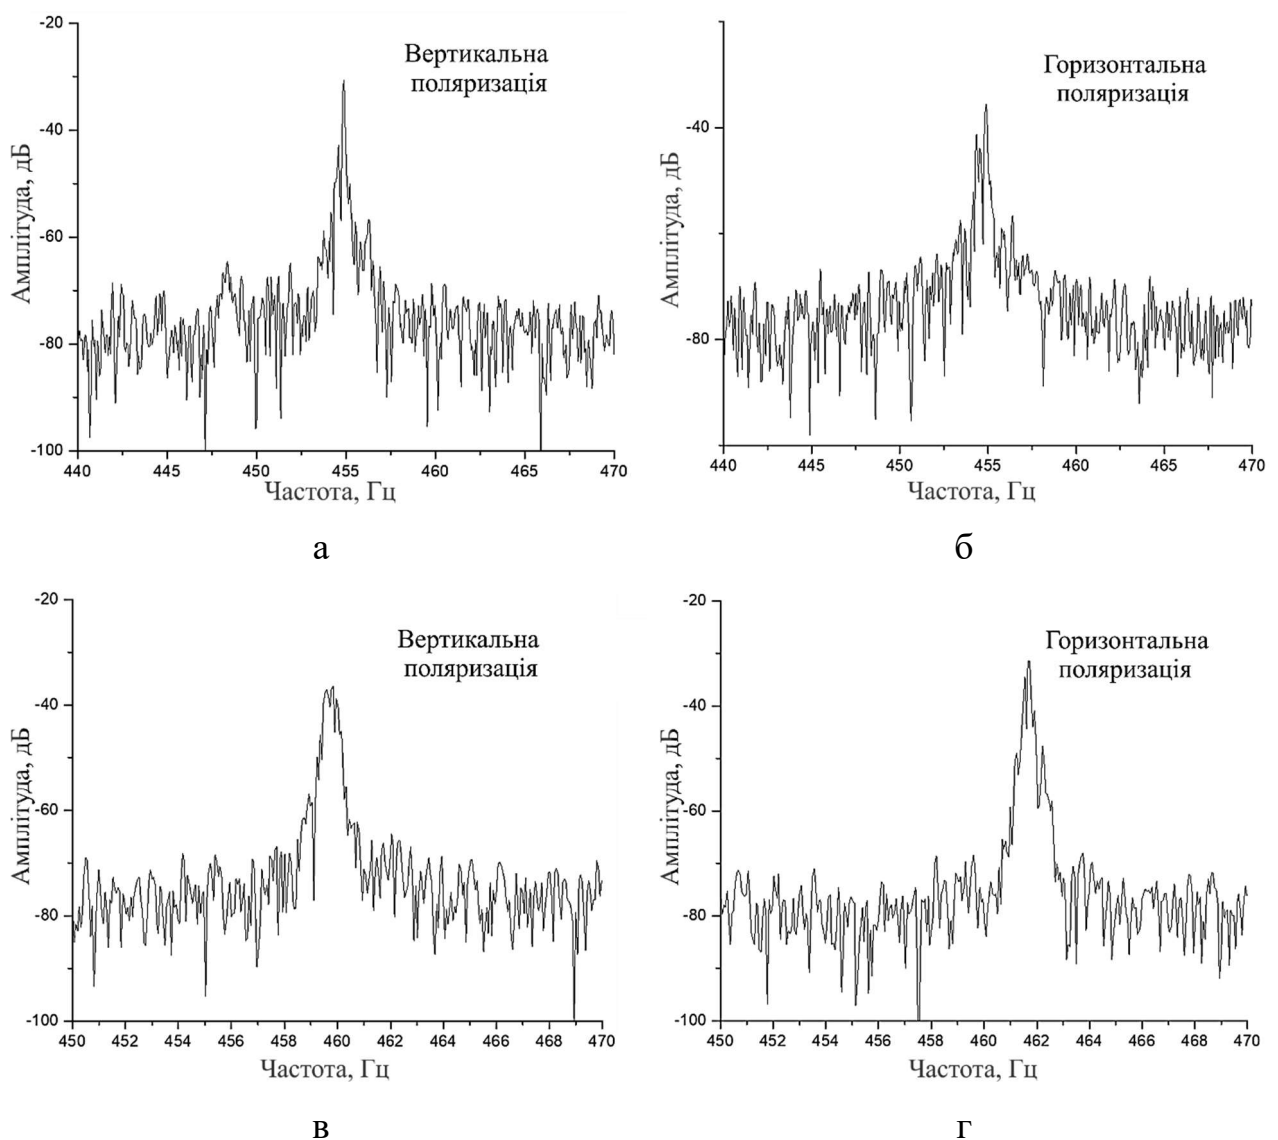 -20
-40
-60
-80
-100
440
445
450
455
460
465
470
Амплітуда, дБ
Частота, Гц
Вертикальна
поляризація
а
-40
-80
440
445
450
455
460
465
470
Амплітуда, дБ
Частота, Гц
Горизонтальна
поляризація
б
-20
-40
-60
-80
-100
450
452
454
456
458
460
462
464
466
468
470
Амплітуда, дБ
Частота, Гц
Вертикальна
поляризація
в
-20
-40
-60
-80
-100
450
452
454
456
458
460
462
464
466
468
470
Амплітуда, дБ
Частота, Гц
Горизонтальна
поляризація
г